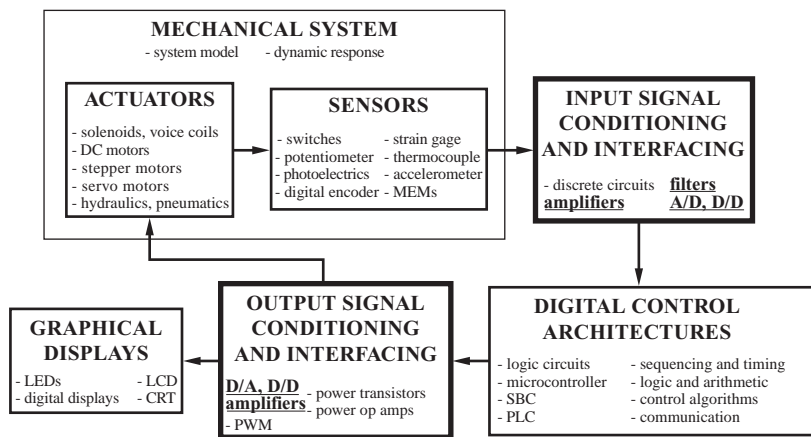 MECHANICAL SYSTEM
- system model - dynamic response
ACTUATORS
- solenoids, voice coils
- DC motors
- stepper motors
- servo motors
- hydraulics, pneumatics
SENSORS
- switches
- potentiometer
- photoelectrics
- digital encoder
- strain gage
- thermocouple
- accelerometer
- MEMs
INPUT SIGNAL
CONDITIONING
AND INTERFACING
- discrete circuits
amplifiers
filters
A/D, D/D
GRAPHICAL
DISPLAYS
- LEDs
- digital displays
- LCD
- CRT
OUTPUT SIGNAL
CONDITIONING
AND INTERFACING
D/A, D/D
amplifiers
- PWM
- power transistors
- power op amps
DIGITAL CONTROL
ARCHITECTURES
- logic circuits
- microcontroller
- SBC
- PLC
- sequencing and timing
- logic and arithmetic
- control algorithms
- communication